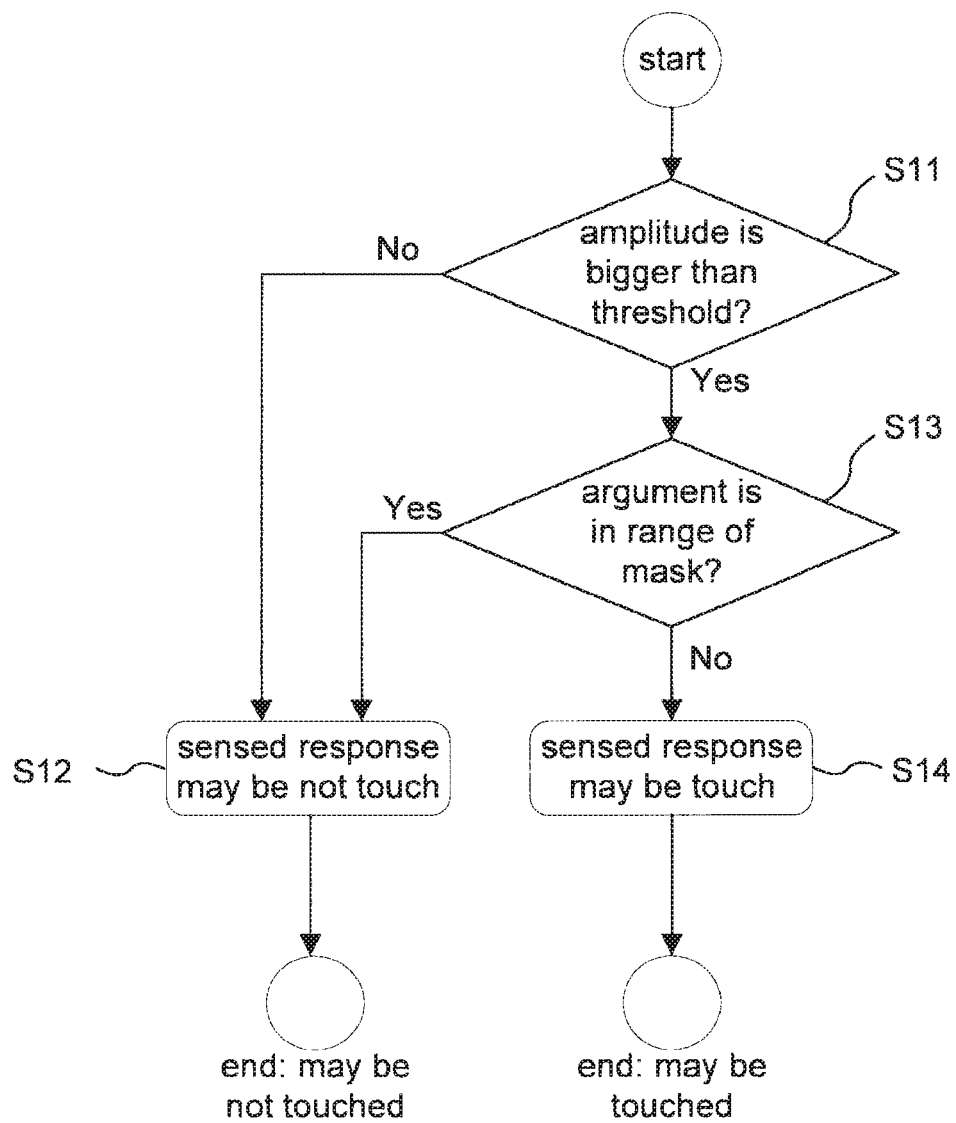 start
S11
amplitude is
bigger than
threshold?
No
Yes
S13
argument is
in range of
mask?
Yes
No
S12
sensed response
may be not touch
sensed response
may be touch
S14
end: may be
not touched
end: may be
touched